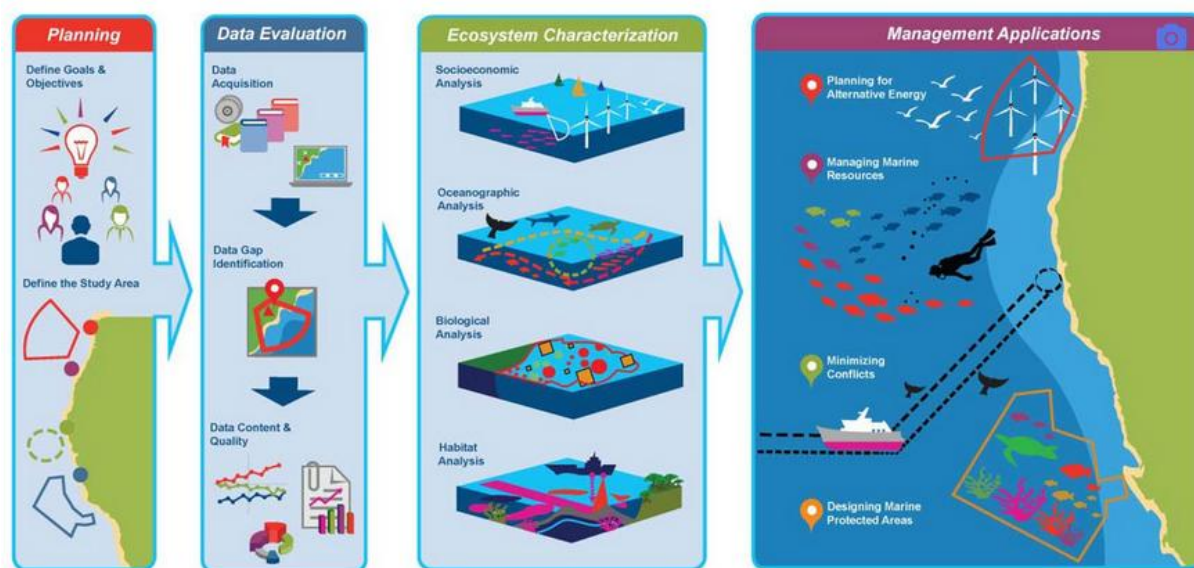 Planning
Define Goals &
Objectives
Define the Study Area
Data Evaluation
Data
Acquisition
Data Gap
Identification
Data Content &
Quality
Ecosystem Characterization
Socioeconomic
Analysis
Oceanographic
Analysis
Biological
Analysis
Habitat
Analysis
Management Applications
Planning for
Alternative Energy
Managing Marine
Resources
Minimizing
Conflicts
Designing Marine
Protected Areas